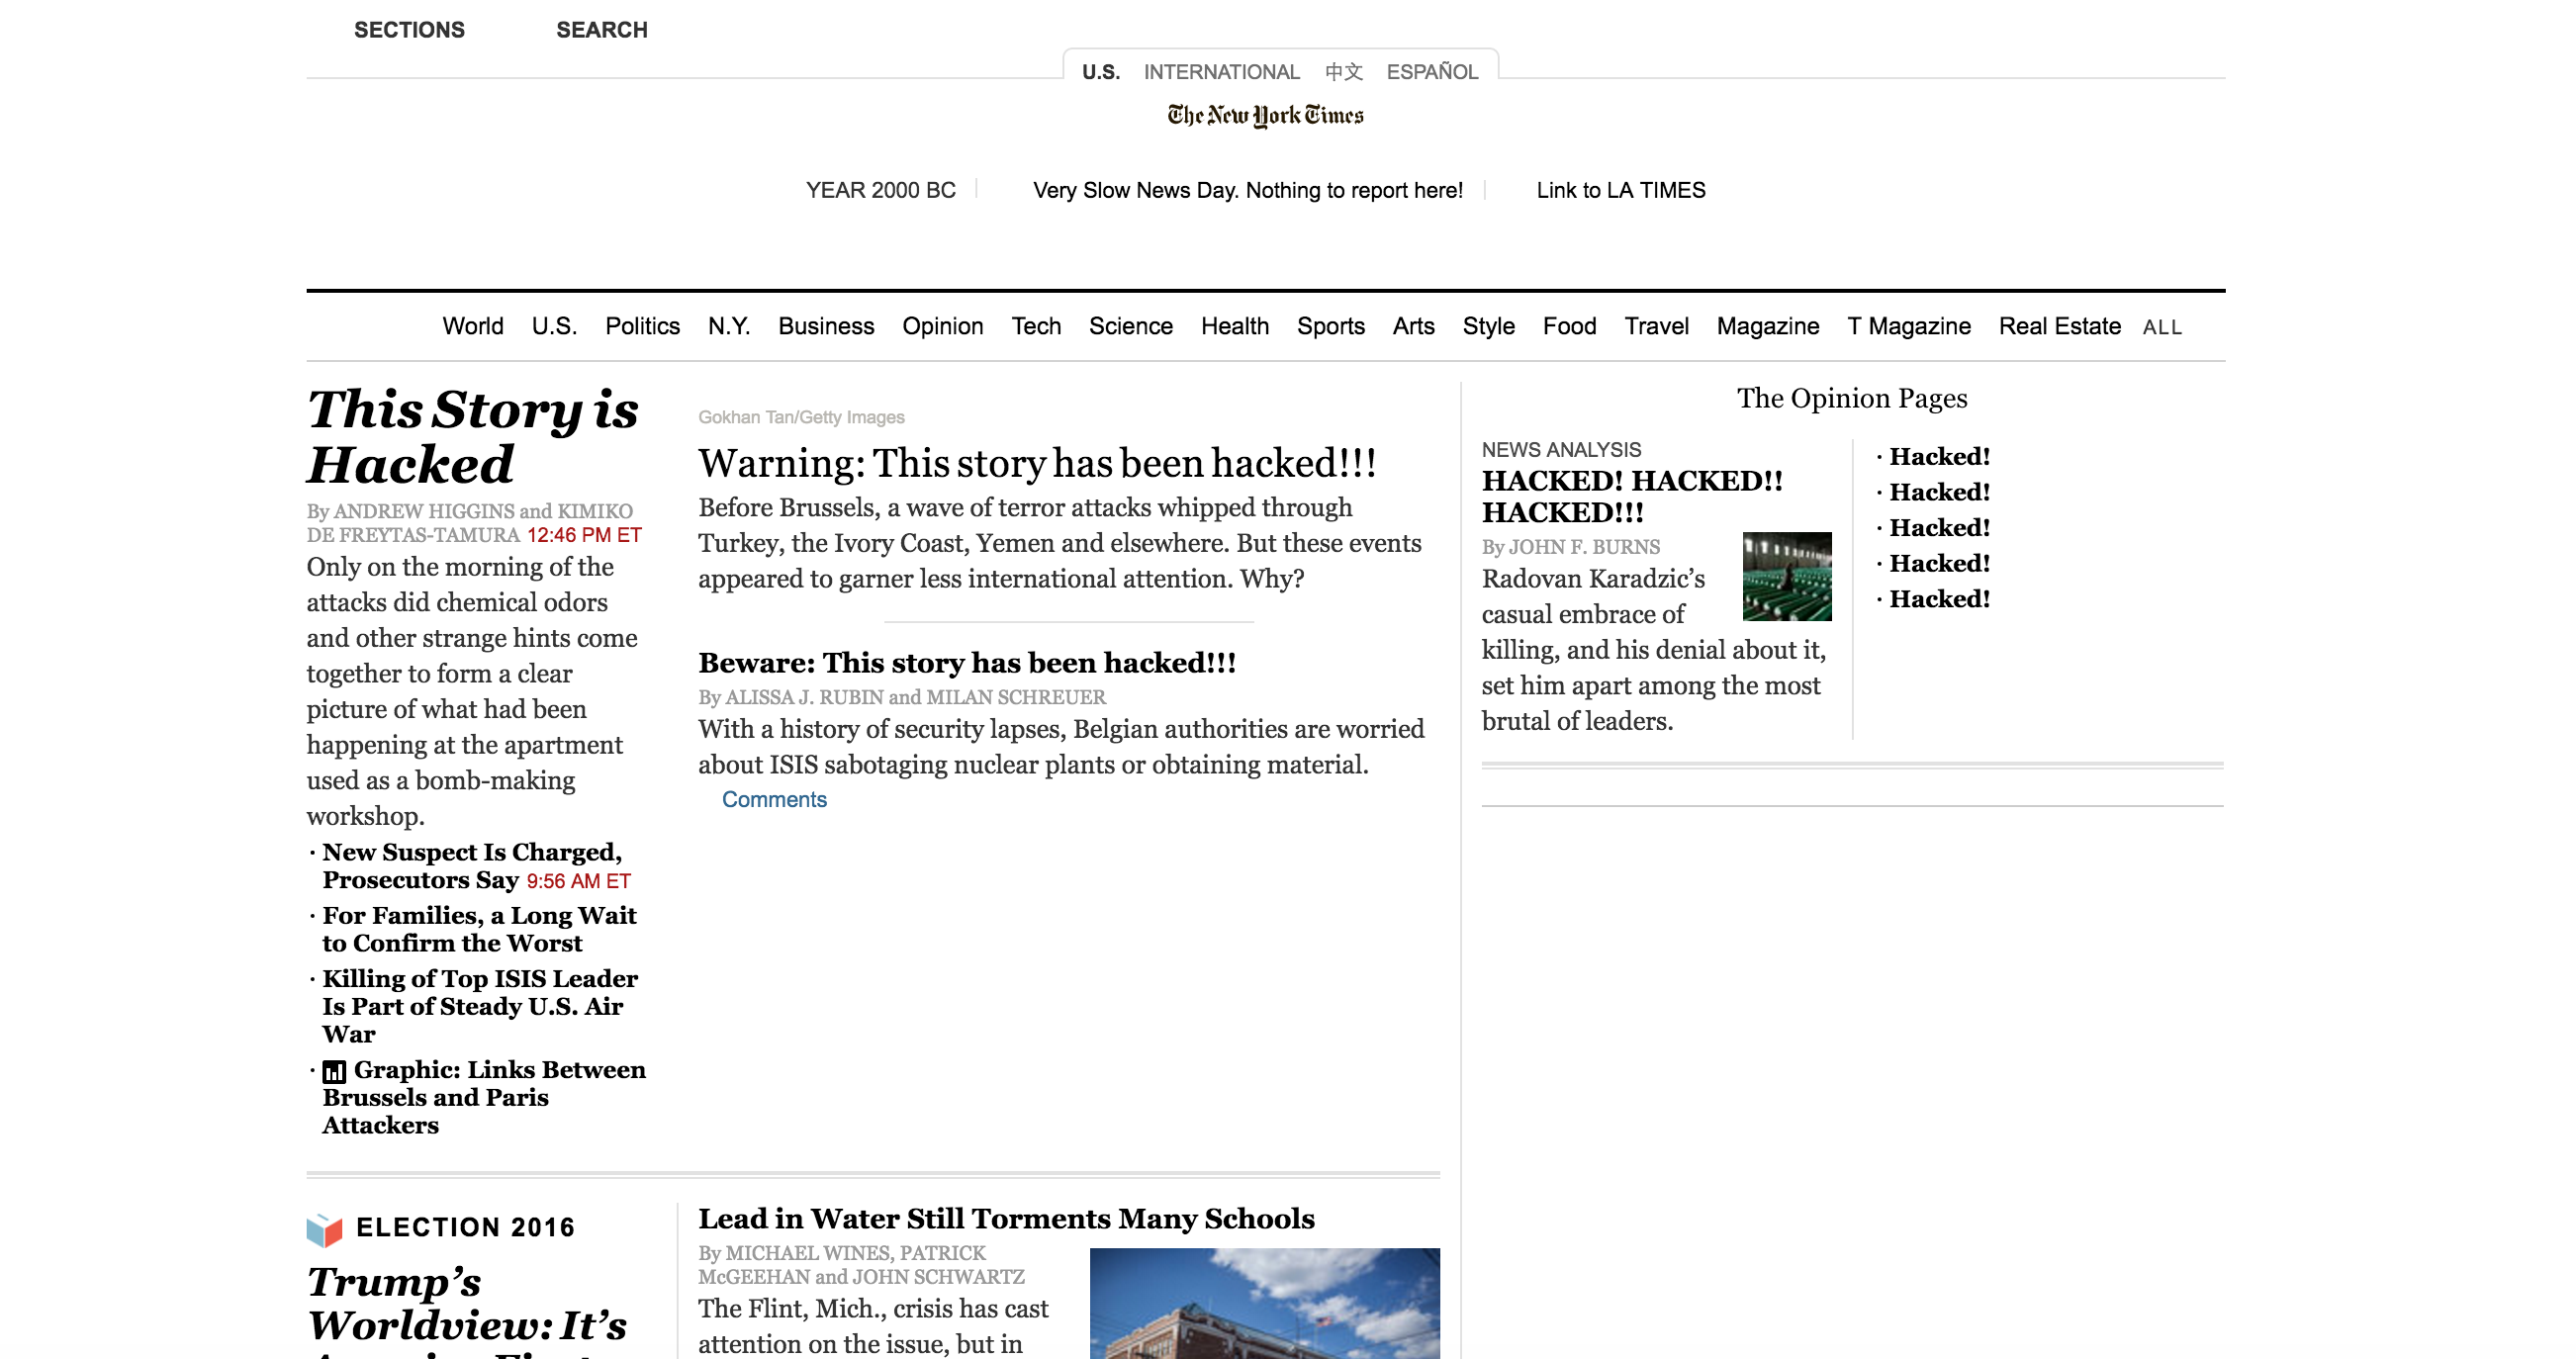 SECTIONS SEARCH
U.S. INTERNATIONAL 中文 ESPAÑOL
The New York Times
YEAR 2000 BC Very Slow News Day. Nothing to report here! Link to LA TIMES
World U.S. Politics N.Y. Business Opinion Tech Science Health Sports Arts Style Food Travel Magazine T Magazine Real Estate ALL
This Story is
Hacked
By ANDREW HIGGINS and KIMIKO
DE FREYTAS-TAMURA 12:46 PM ET
Only on the morning of the
attacks did chemical odors
and other strange hints come
together to form a clear
picture of what had been
happening at the apartment
used as a bomb-making
workshop.
· New Suspect Is Charged,
Prosecutors Say 9:56 AM ET
· For Families, a Long Wait
to Confirm the Worst
· Killing of Top ISIS Leader
Is Part of Steady U.S. Air
War
· Graphic: Links Between
Brussels and Paris
Attackers
Gokhan Tan/Getty Images
Warning: This story has been hacked!!!
Before Brussels, a wave of terror attacks whipped through
Turkey, the Ivory Coast, Yemen and elsewhere. But these events
appeared to garner less international attention. Why?
Beware: This story has been hacked!!!
By ALISSA J. RUBIN and MILAN SCHREUER
With a history of security lapses, Belgian authorities are worried
about ISIS sabotaging nuclear plants or obtaining material.
Comments
The Opinion Pages
NEWS ANALYSIS
HACKED! HACKED!!
HACKED!!!
By JOHN F. BURNS
Radovan Karadzic’s
casual embrace of
killing, and his denial about it,
set him apart among the most
brutal of leaders.
· Hacked!
· Hacked!
· Hacked!
· Hacked!
· Hacked!
ELECTION 2016
Trump’s
Worldview: It’s
Lead in Water Still Torments Many Schools
By MICHAEL WINES, PATRICK
McGEEHAN and JOHN SCHWARTZ
The Flint, Mich., crisis has cast
attention on the issue, but in